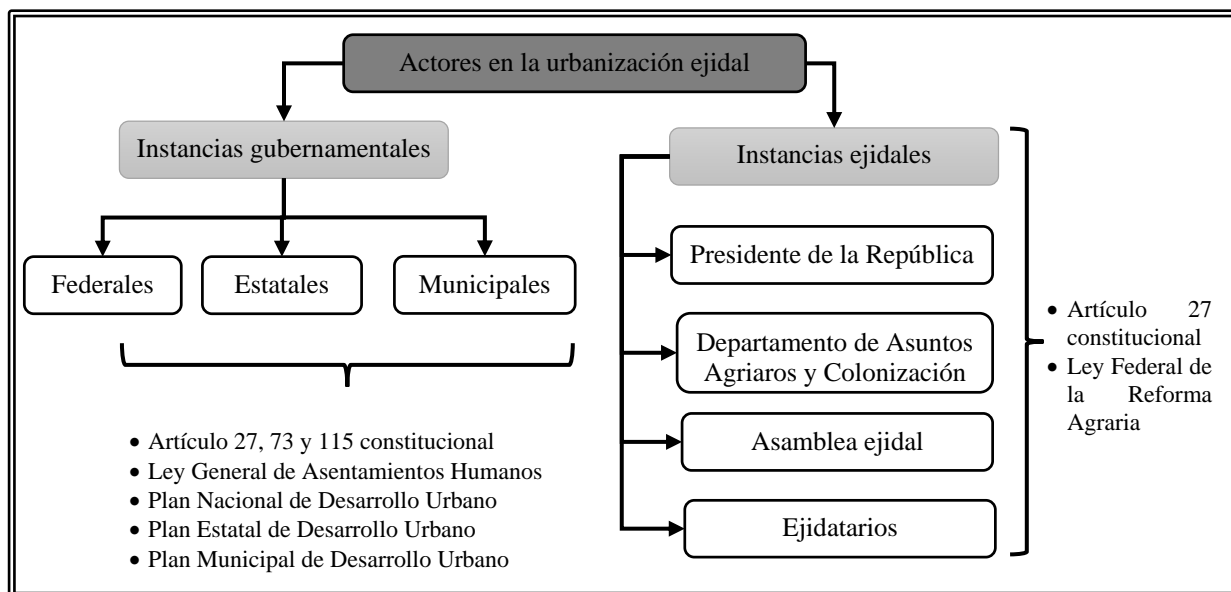 Actores en la urbanización ejidal
Instancias gubernamentales
Federales
Estatales
Municipales
• Artículo 27, 73 y 115 constitucional
• Ley General de Asentamientos Humanos
• Plan Nacional de Desarrollo Urbano
• Plan Estatal de Desarrollo Urbano
• Plan Municipal de Desarrollo Urbano
Instancias ejidales
Presidente de la República
Departamento de Asuntos
Agriaros y Colonización
Asamblea ejidal
Ejidatarios
• Artículo 27
constitucional
• Ley Federal de
la Reforma
Agraria